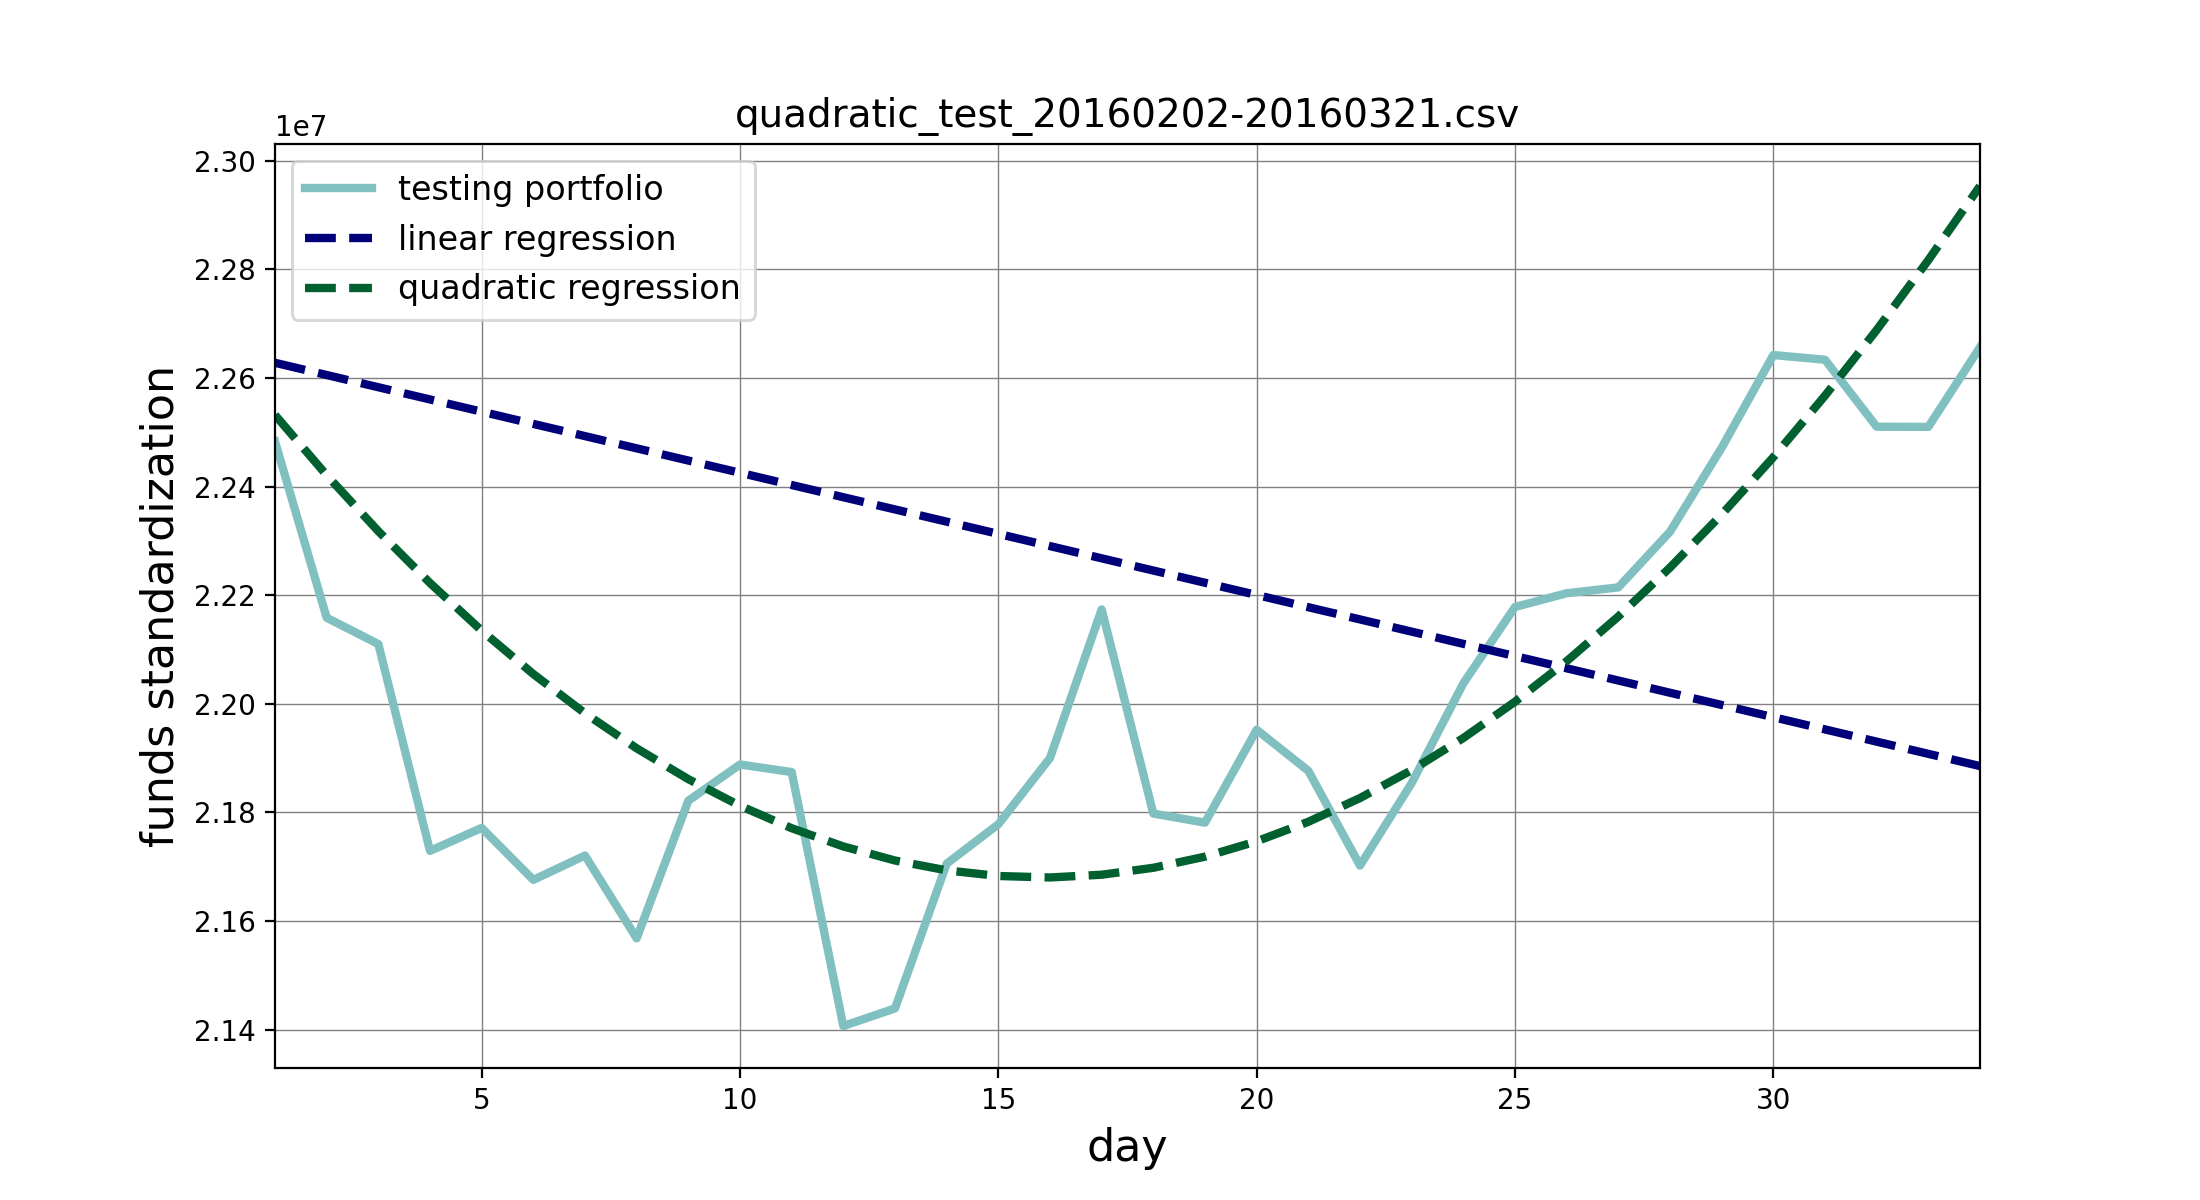 quadratic_test_20160202-20160321.csv
1e7
2.30
2.28
2.26
2.24
2.22
2.20
2.18
2.16
2.14
funds standardization
testing portfolio
linear regression
quadratic regression
5 10 15 20 25 30
day